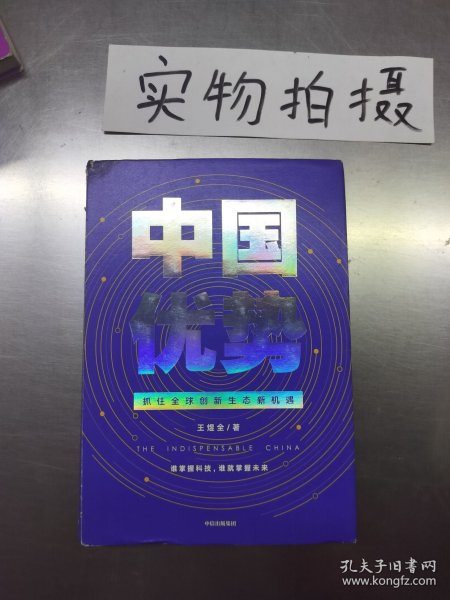 实物拍摄
中国
优势
抓住全球创新生态新机遇
王煜全/著
THE INDISPENSABLE CHINA
谁掌握科技，谁就掌握未来
中信出版集团
孔夫子旧书网
www.kongfz.com